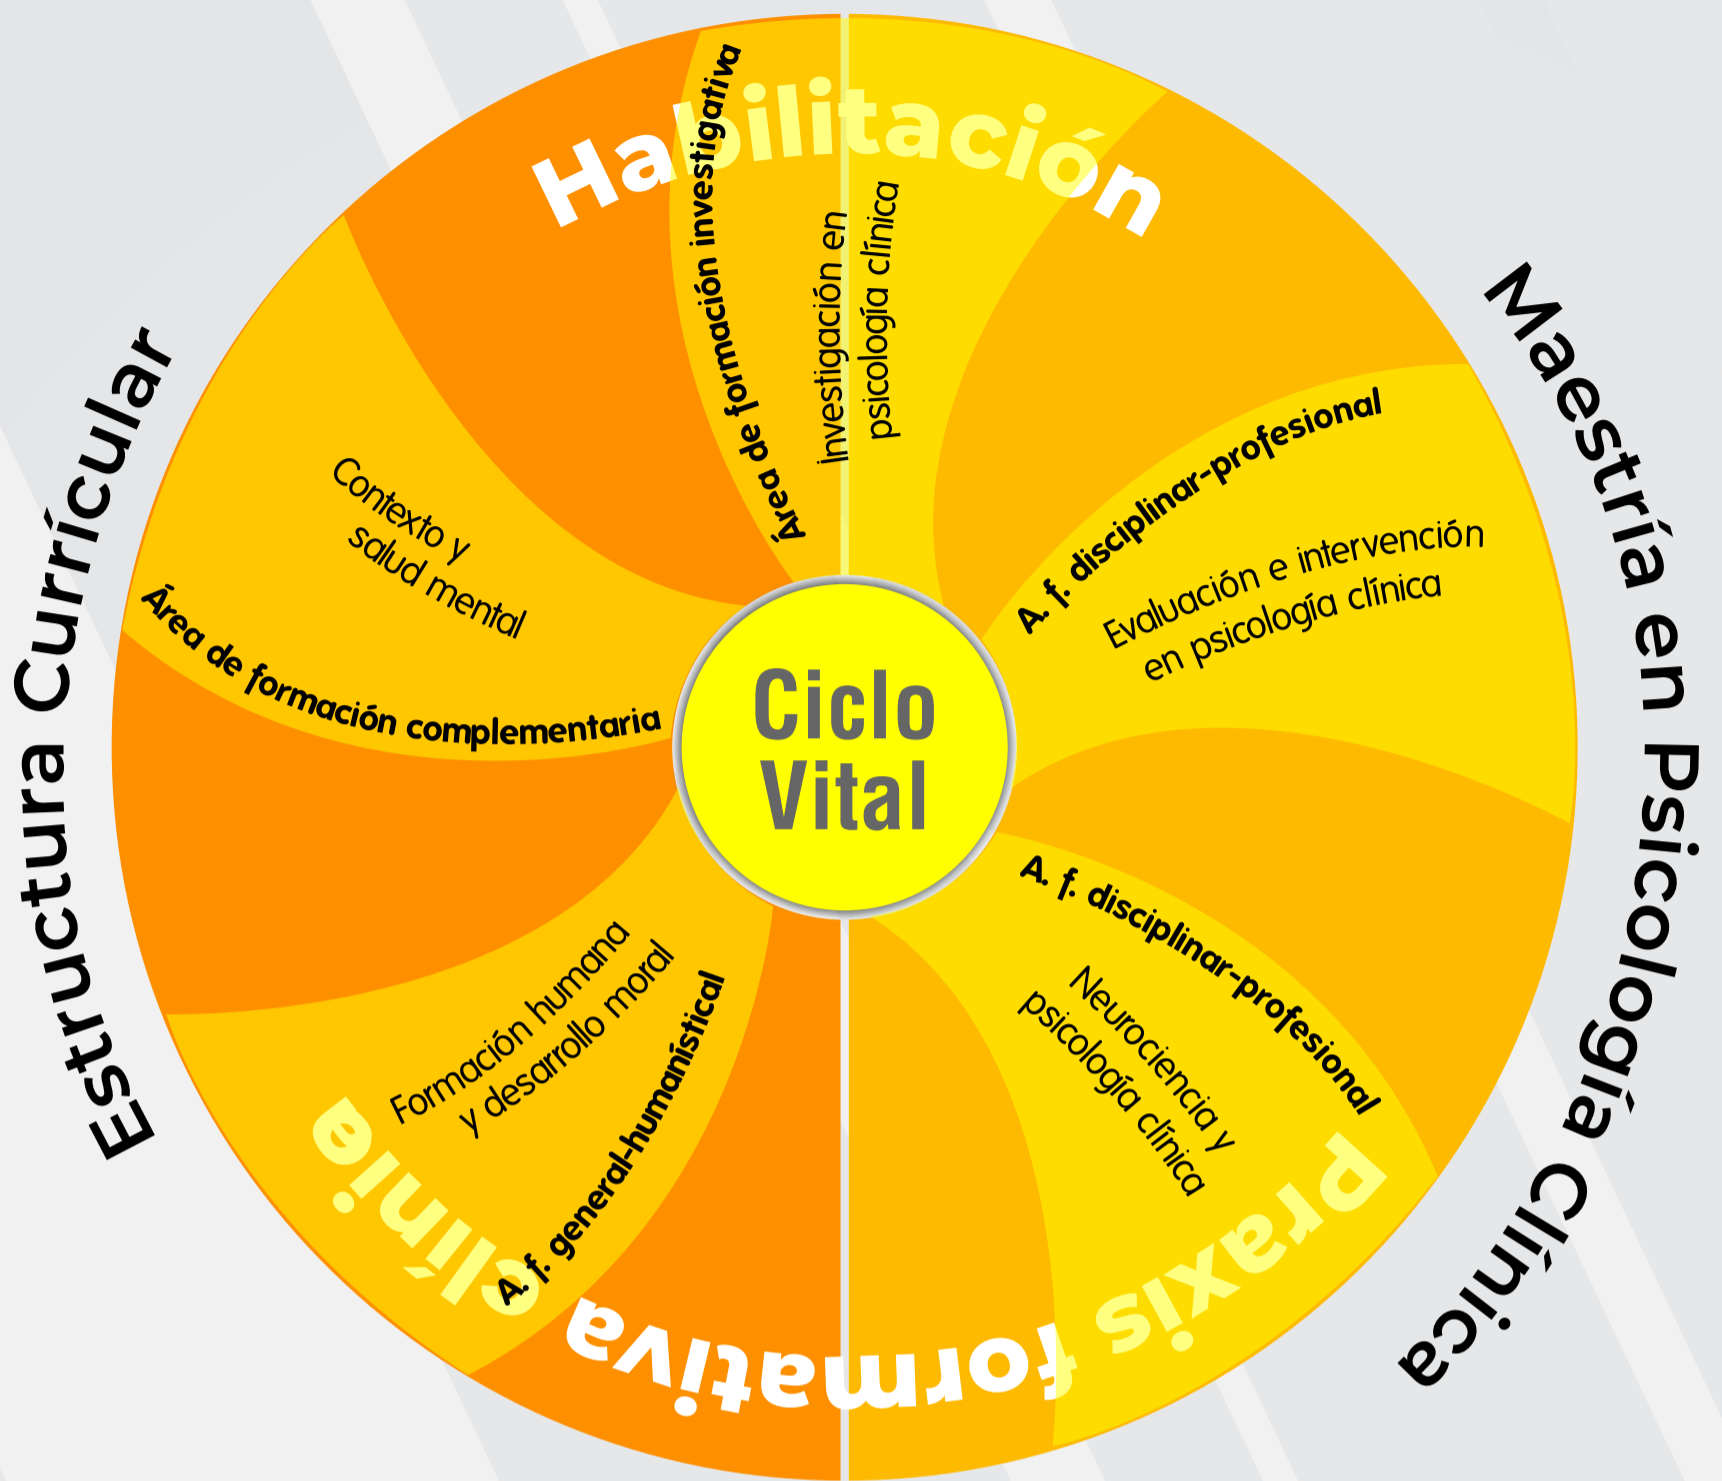 Estructura Currícular
Maestría en Psicología Clínica
Habilitación
Área de formación investigativa
Investigación en
psicología clínica
A. f. disciplinar-profesional
Evaluación e intervención
en psicología clínica
A. f. disciplinar-profesional
Neurociencia y
psicología clínica
Praxis formativa clínia
A. f. general-humanístical
Formación humana
y desarrollo moral
Área de formación complementaria
Contexto y
salud mental
Ciclo
Vital